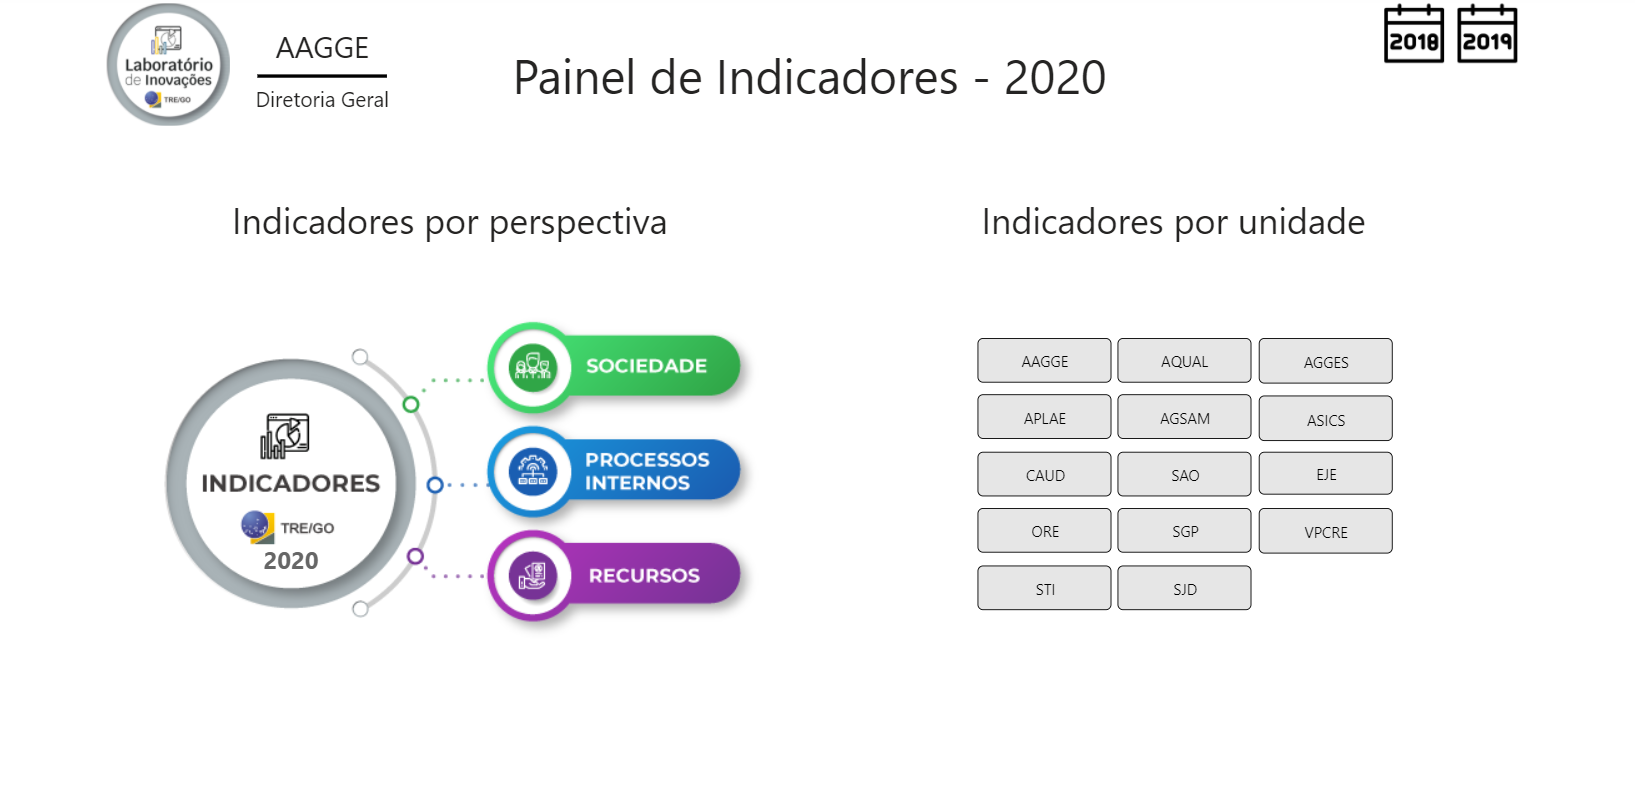 Laboratório
de Inovações
TRE/GO
AAGGE
Diretoria Geral
Painel de Indicadores - 2020
2018
2019
Indicadores por perspectiva
INDICADORES
TRE/GO
2020
SOCIEDADE
PROCESSOS
INTERNOS
RECURSOS
Indicadores por unidade
AAGGE AQUAL AGGES
APLAE AGSAM ASICS
CAUD SAO EJE
ORE SGP VPCRE
STI SJD